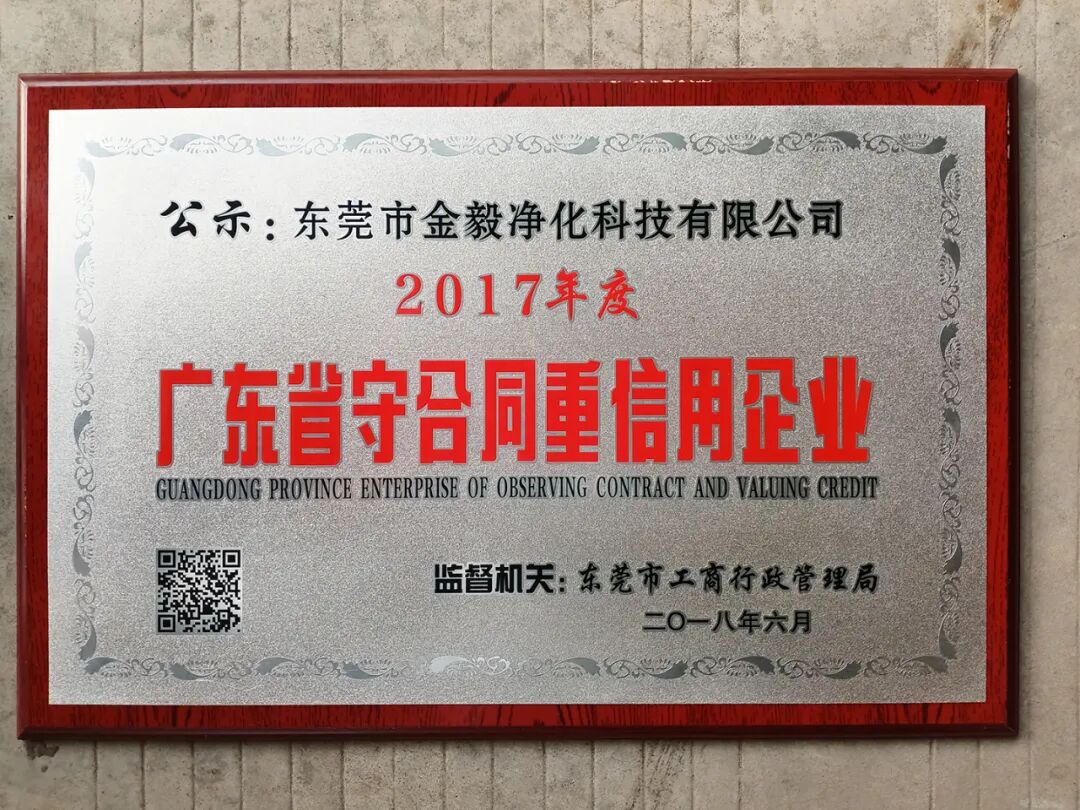 公示:东莞市金毅净化科技有限公司
2017年度
广东省守合同重信用企业
GUANGDONG PROVINCE ENTERPRISE OF OBSERVING CONTRACT AND VALUING CREDIT
监督机关:东莞市工商行政管理局
二〇一八年六月